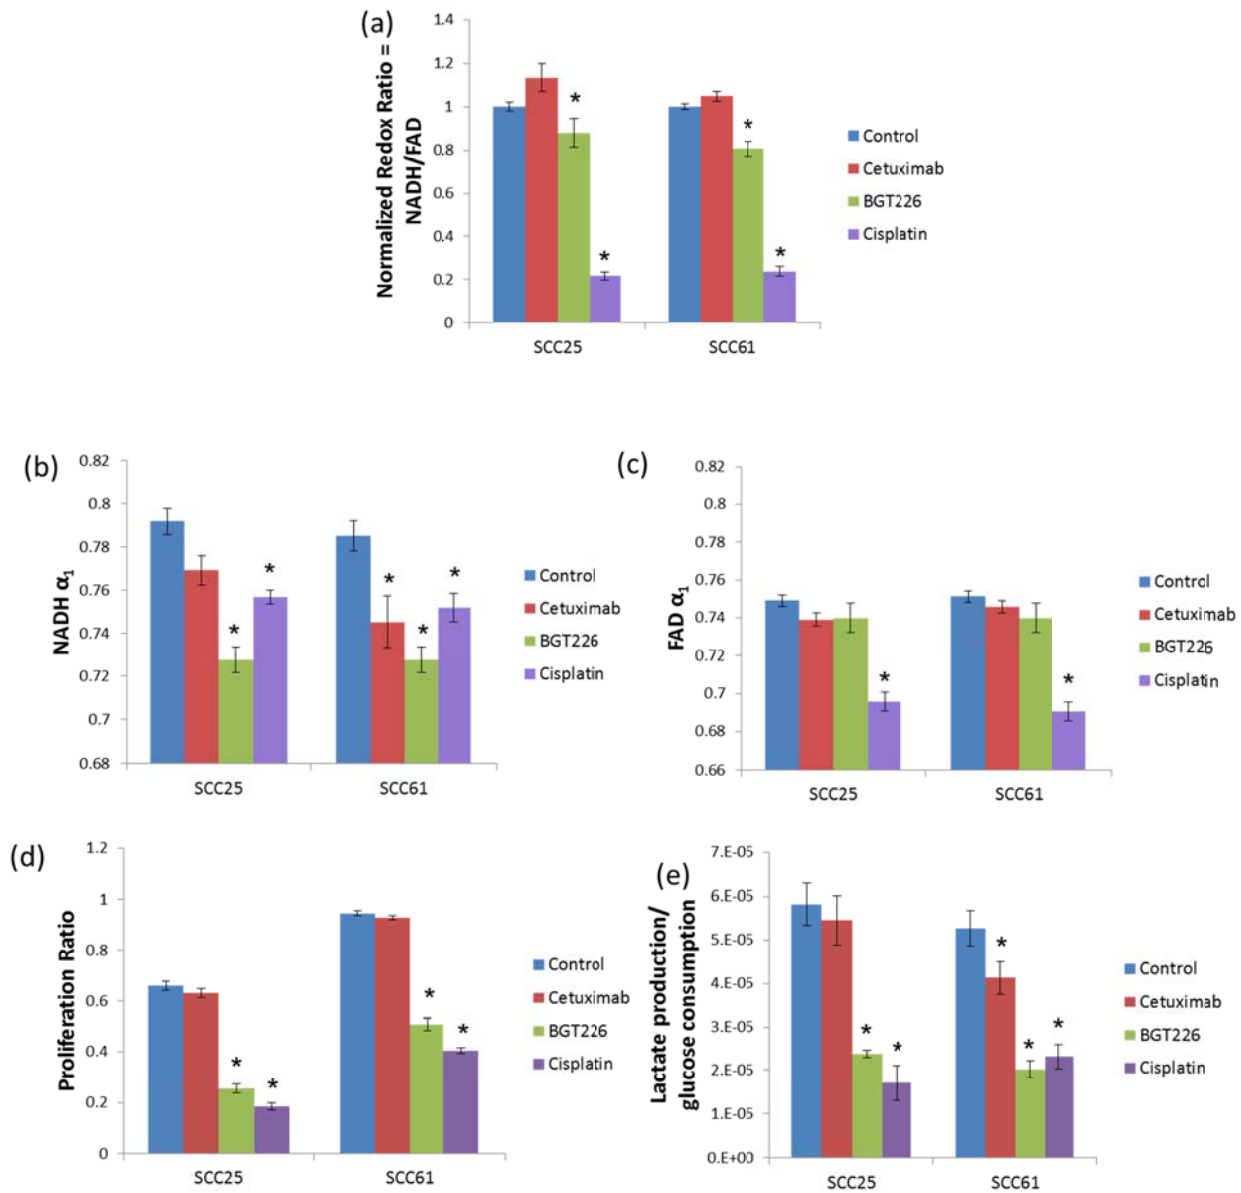 (a)
Normalized Redox Ratio =
NADH/FAD
1.4
1.2
1
0.8
0.6
0.4
0.2
0
* * * *
SCC25 SCC61
Control
Cetuximab
BGT226
Cisplatin
(b)
NADH α1
0.82
0.8
0.78
0.76
0.74
0.72
0.7
0.68
* * * * *
SCC25 SCC61
Control
Cetuximab
BGT226
Cisplatin
(c)
FAD α1
0.82
0.8
0.78
0.76
0.74
0.72
0.7
0.68
0.66
* *
SCC25 SCC61
Control
Cetuximab
BGT226
Cisplatin
(d)
Proliferation Ratio
1.2
1
0.8
0.6
0.4
0.2
0
* * * *
SCC25 SCC61
Control
Cetuximab
BGT226
Cisplatin
(e)
Lactate production/
glucose consumption
7.E-05
6.E-05
5.E-05
4.E-05
3.E-05
2.E-05
1.E-05
0.E+00
* * * * *
SCC25 SCC61
Control
Cetuximab
BGT226
Cisplatin